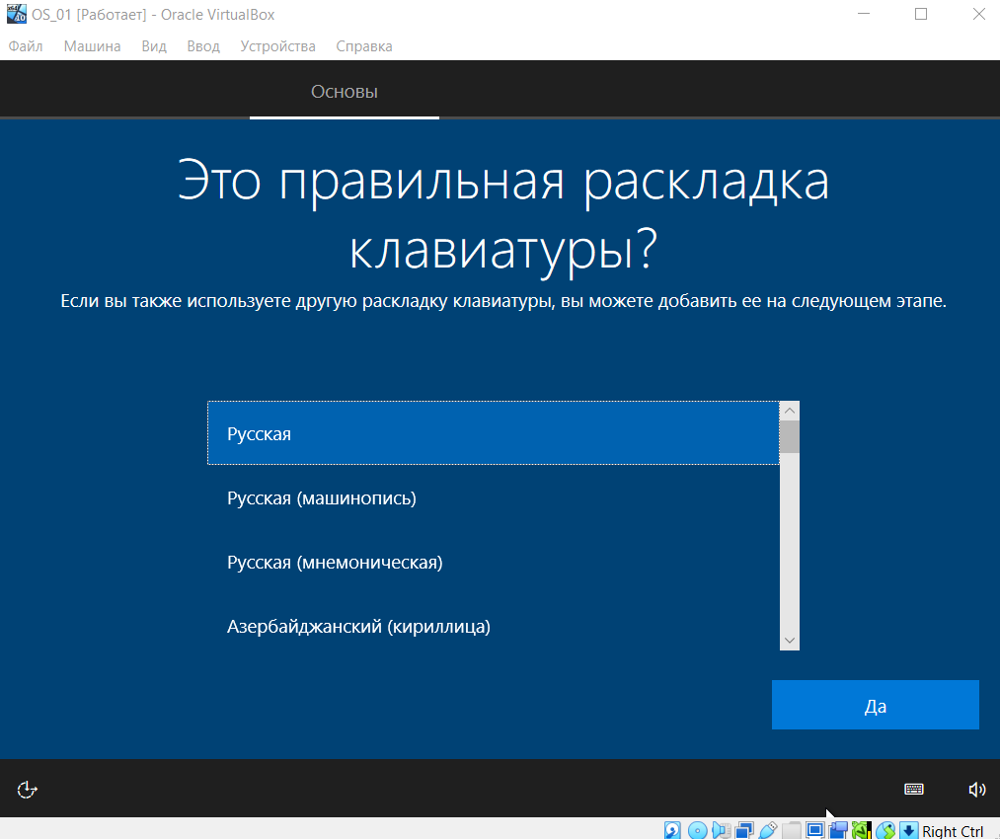 OS_01 [Работает] - Oracle VirtualBox
Файл Машина Вид Ввод Устройства Справка
Основы
Это правильная раскладка
клавиатуры?
Если вы также используете другую раскладку клавиатуры, вы можете добавить ее на следующем этапе.
Русская
Русская (машинопись)
Русская (мнемоническая)
Азербайджанский (кириллица)
Да
Right Ctrl